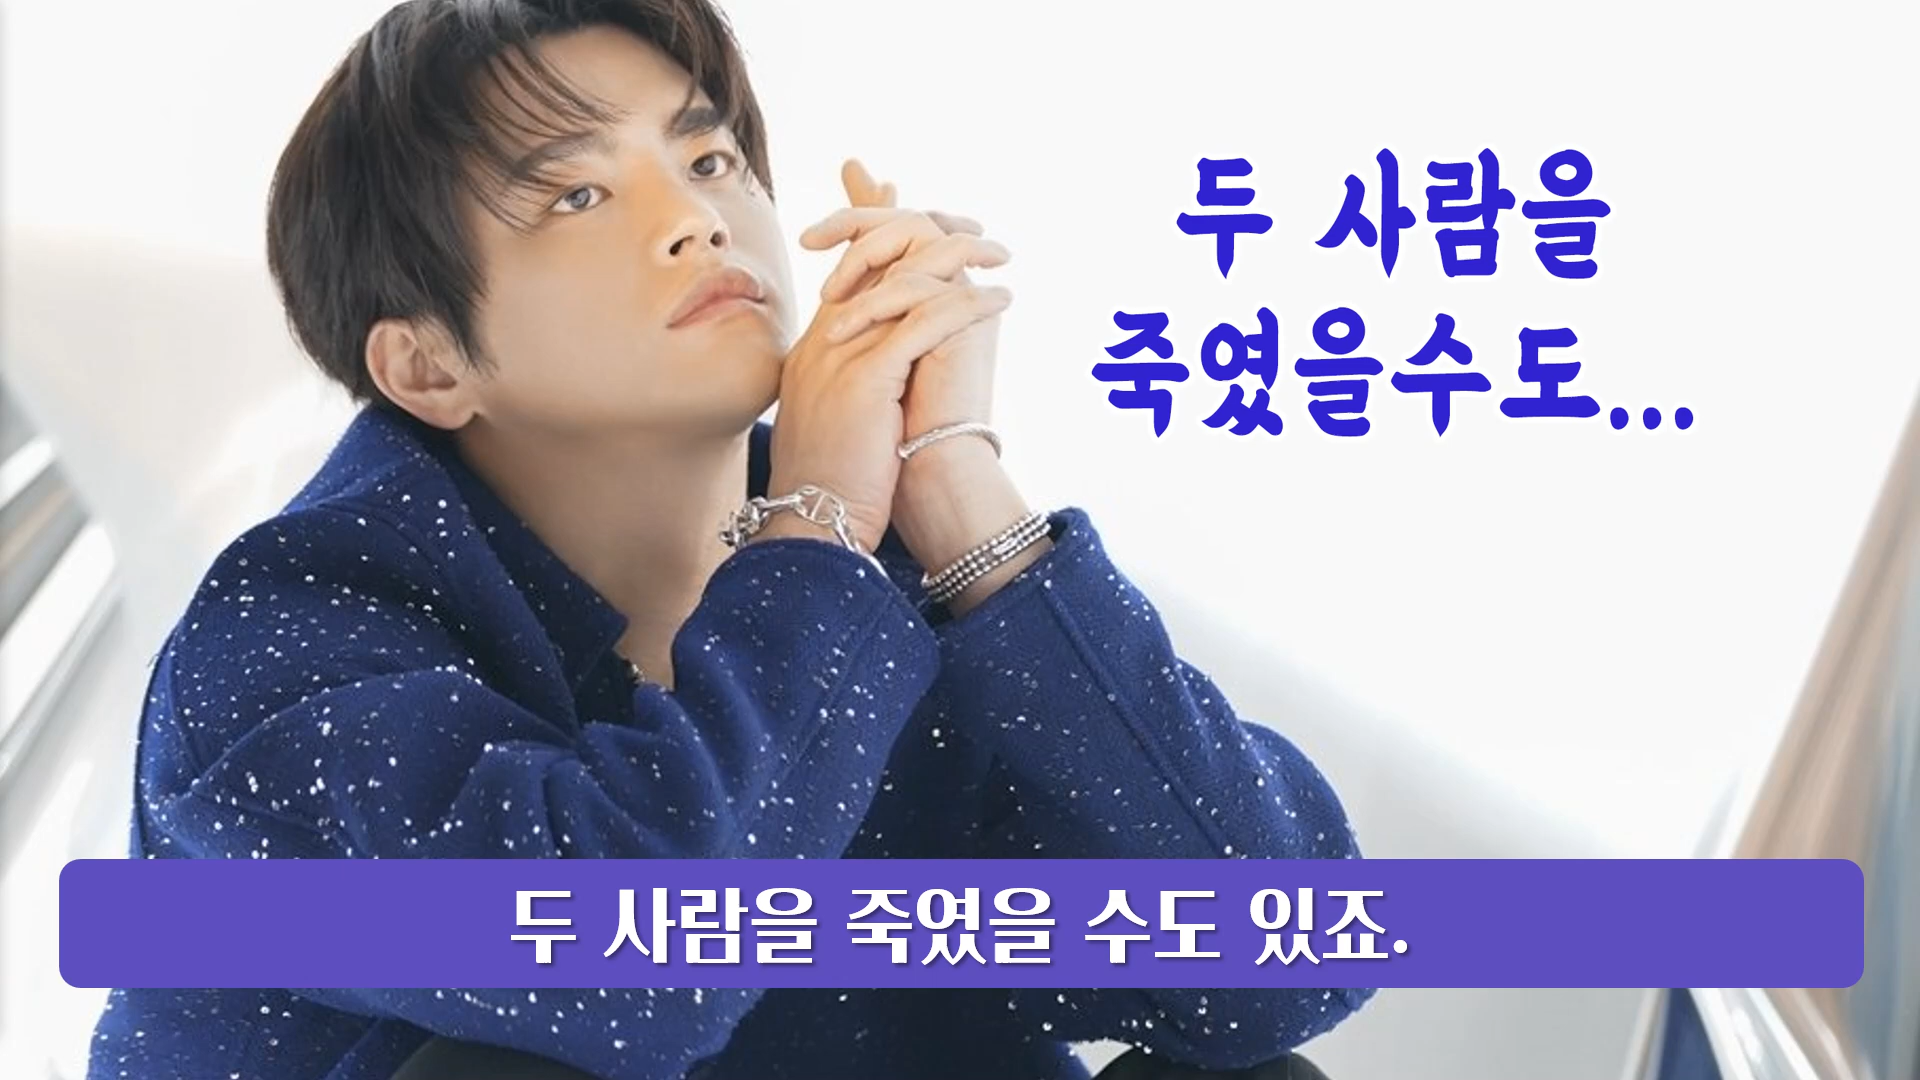 두 사람을
죽였을수도...
두 사람을 죽였을 수도 있죠.